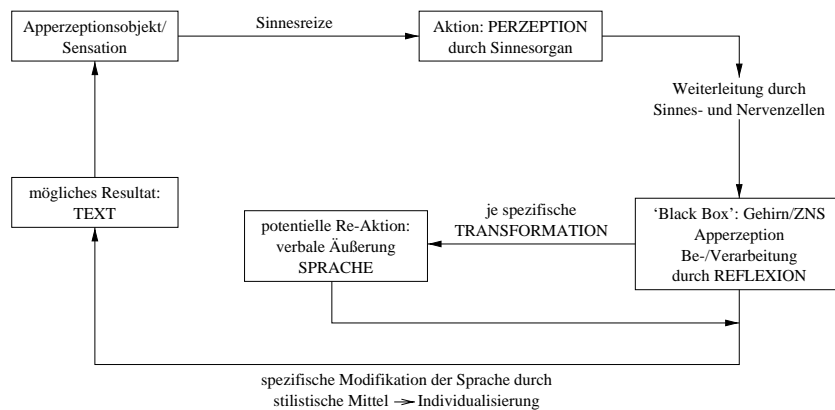 Apperzeptionsobjekt/
Sensation
Sinnesreize
Aktion: PERZEPTION
durch Sinnesorgan
Weiterleitung durch
Sinnes- und Nervenzellen
mögliches Resultat:
TEXT
potentielle Re-Aktion:
verbale Äußerung
SPRACHE
je spezifische
TRANSFORMATION
‘Black Box’: Gehirn/ZNS
Apperzeption
Be-/Verarbeitung
durch REFLEXION
spezifische Modifikation der Sprache durch
stilistische Mittel → Individualisierung